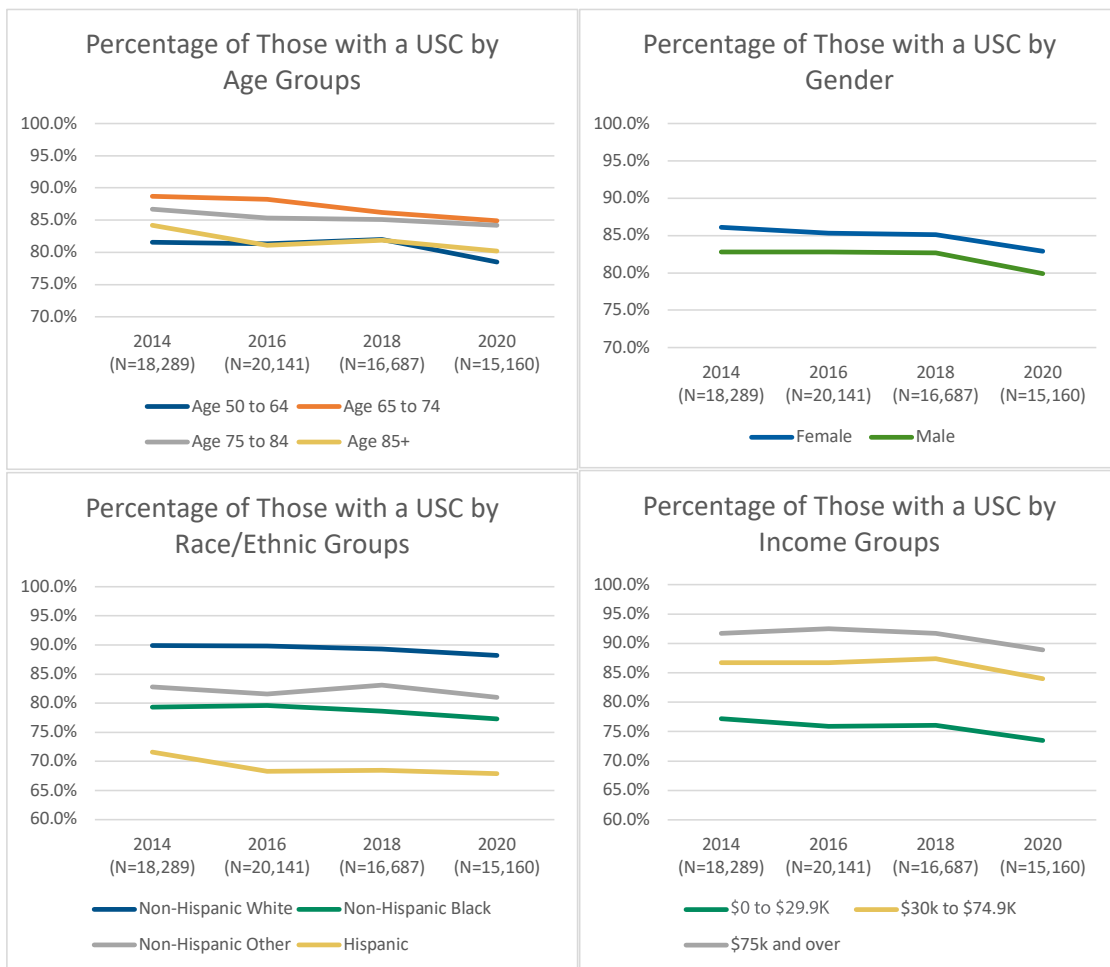 Percentage of Those with a USC by
Age Groups
100.0%
95.0%
90.0%
85.0%
80.0%
75.0%
70.0%
2014
(N=18,289)
2016
(N=20,141)
2018
(N=16,687)
2020
(N=15,160)
Age 50 to 64
Age 65 to 74
Age 75 to 84
Age 85+
Percentage of Those with a USC by
Gender
100.0%
95.0%
90.0%
85.0%
80.0%
75.0%
70.0%
2014
(N=18,289)
2016
(N=20,141)
2018
(N=16,687)
2020
(N=15,160)
Female
Male
Percentage of Those with a USC by
Race/Ethnic Groups
100.0%
95.0%
90.0%
85.0%
80.0%
75.0%
70.0%
65.0%
60.0%
2014
(N=18,289)
2016
(N=20,141)
2018
(N=16,687)
2020
(N=15,160)
Non-Hispanic White
Non-Hispanic Black
Non-Hispanic Other
Hispanic
Percentage of Those with a USC by
Income Groups
100.0%
95.0%
90.0%
85.0%
80.0%
75.0%
70.0%
65.0%
60.0%
2014
(N=18,289)
2016
(N=20,141)
2018
(N=16,687)
2020
(N=15,160)
$0 to $29.9K
$30k to $74.9K
$75k and over